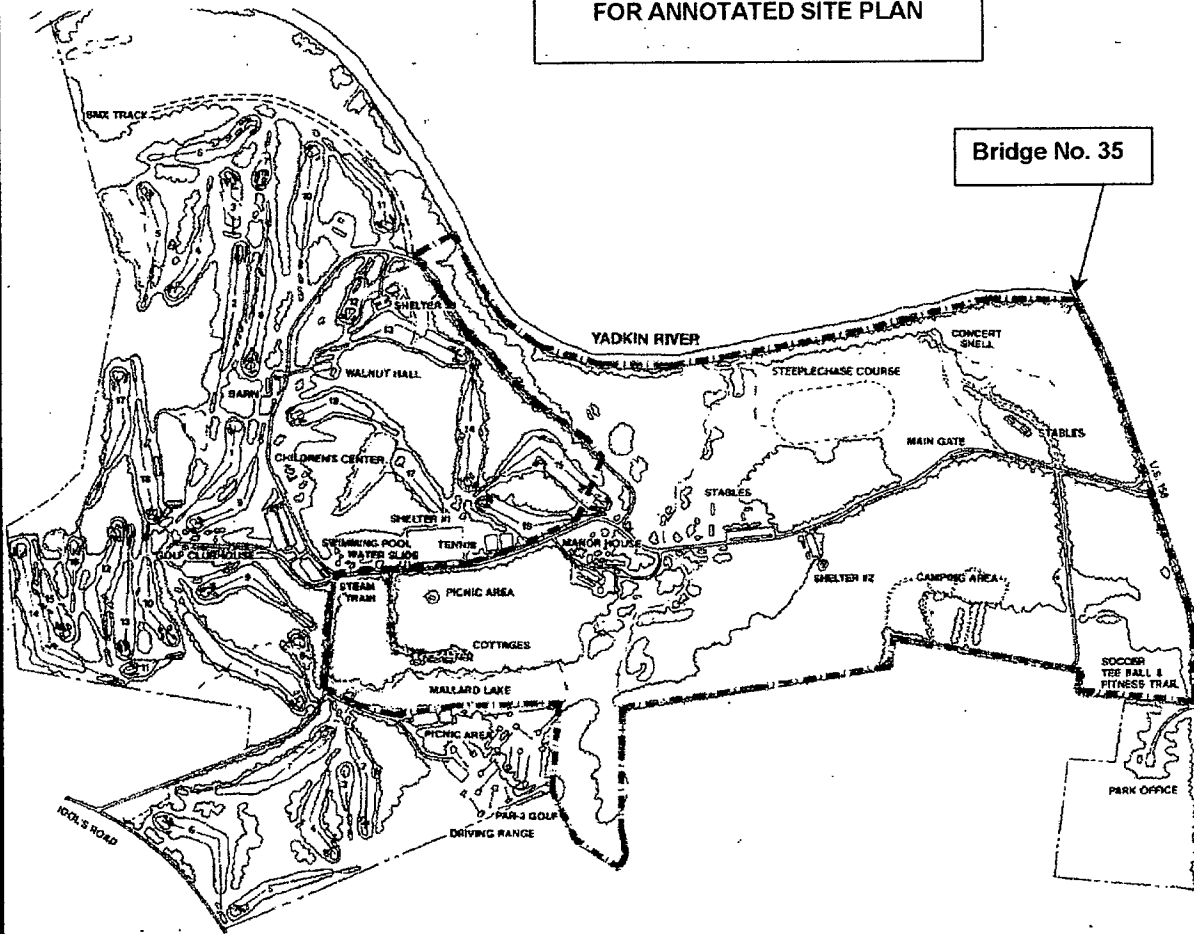 FOR ANNOTATED SITE PLAN
Bridge No. 35
BMX TRACK
YADKIN RIVER
CONCERT
SHELL
STEEPLECHASE COURSE
WALNUT HALL
BARN
STABLES
MAIN GATE
CHILDREN'S CENTER
STABLES
U.S. 158
SHELTER #1
SWIMMING POOL
WATER SLIDE
TENNIS
MANOR HOUSE
GOLF CLUBHOUSE
STEAM
TRAIN
PICNIC AREA
SHELTER #2
CAMPING AREA
COTTAGES
SHELTER
MALLARD LAKE
SOCCER
TEE BALL &
FITNESS TRAIL
PICNIC AREA
PARK OFFICE
IDOL'S ROAD
PAR-3 GOLF
DRIVING RANGE